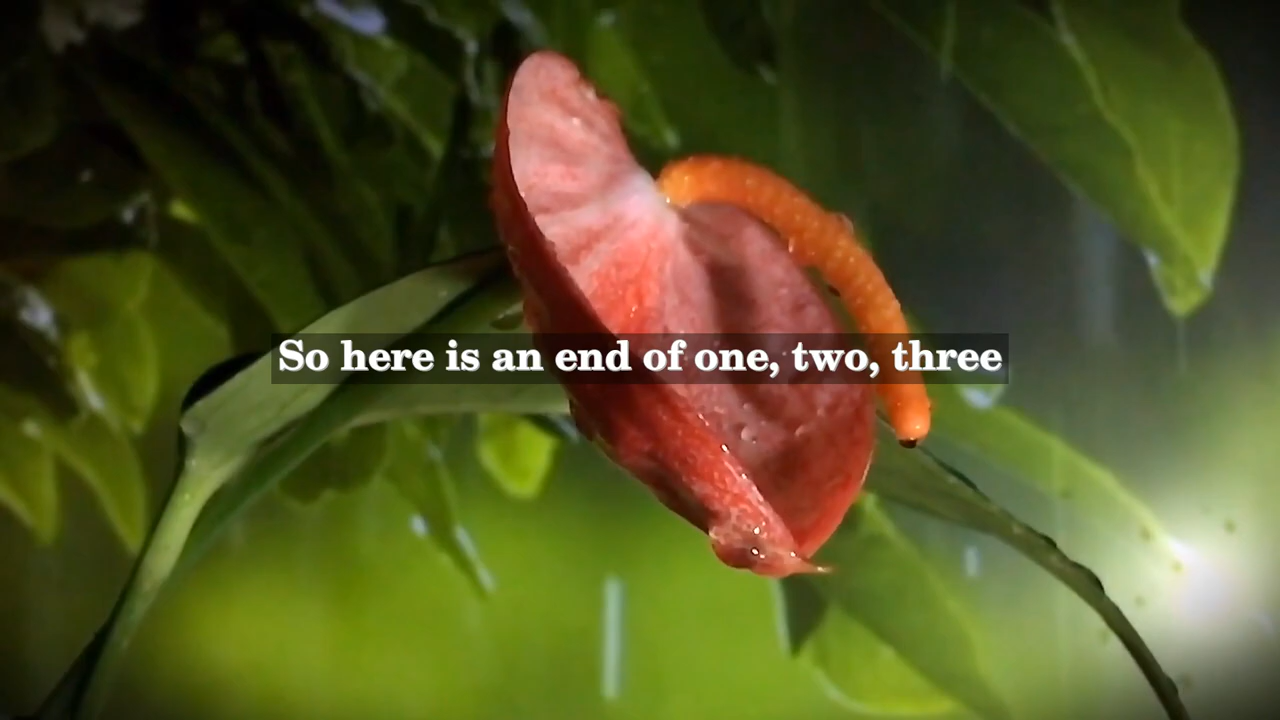 So here is an end of one, two, three